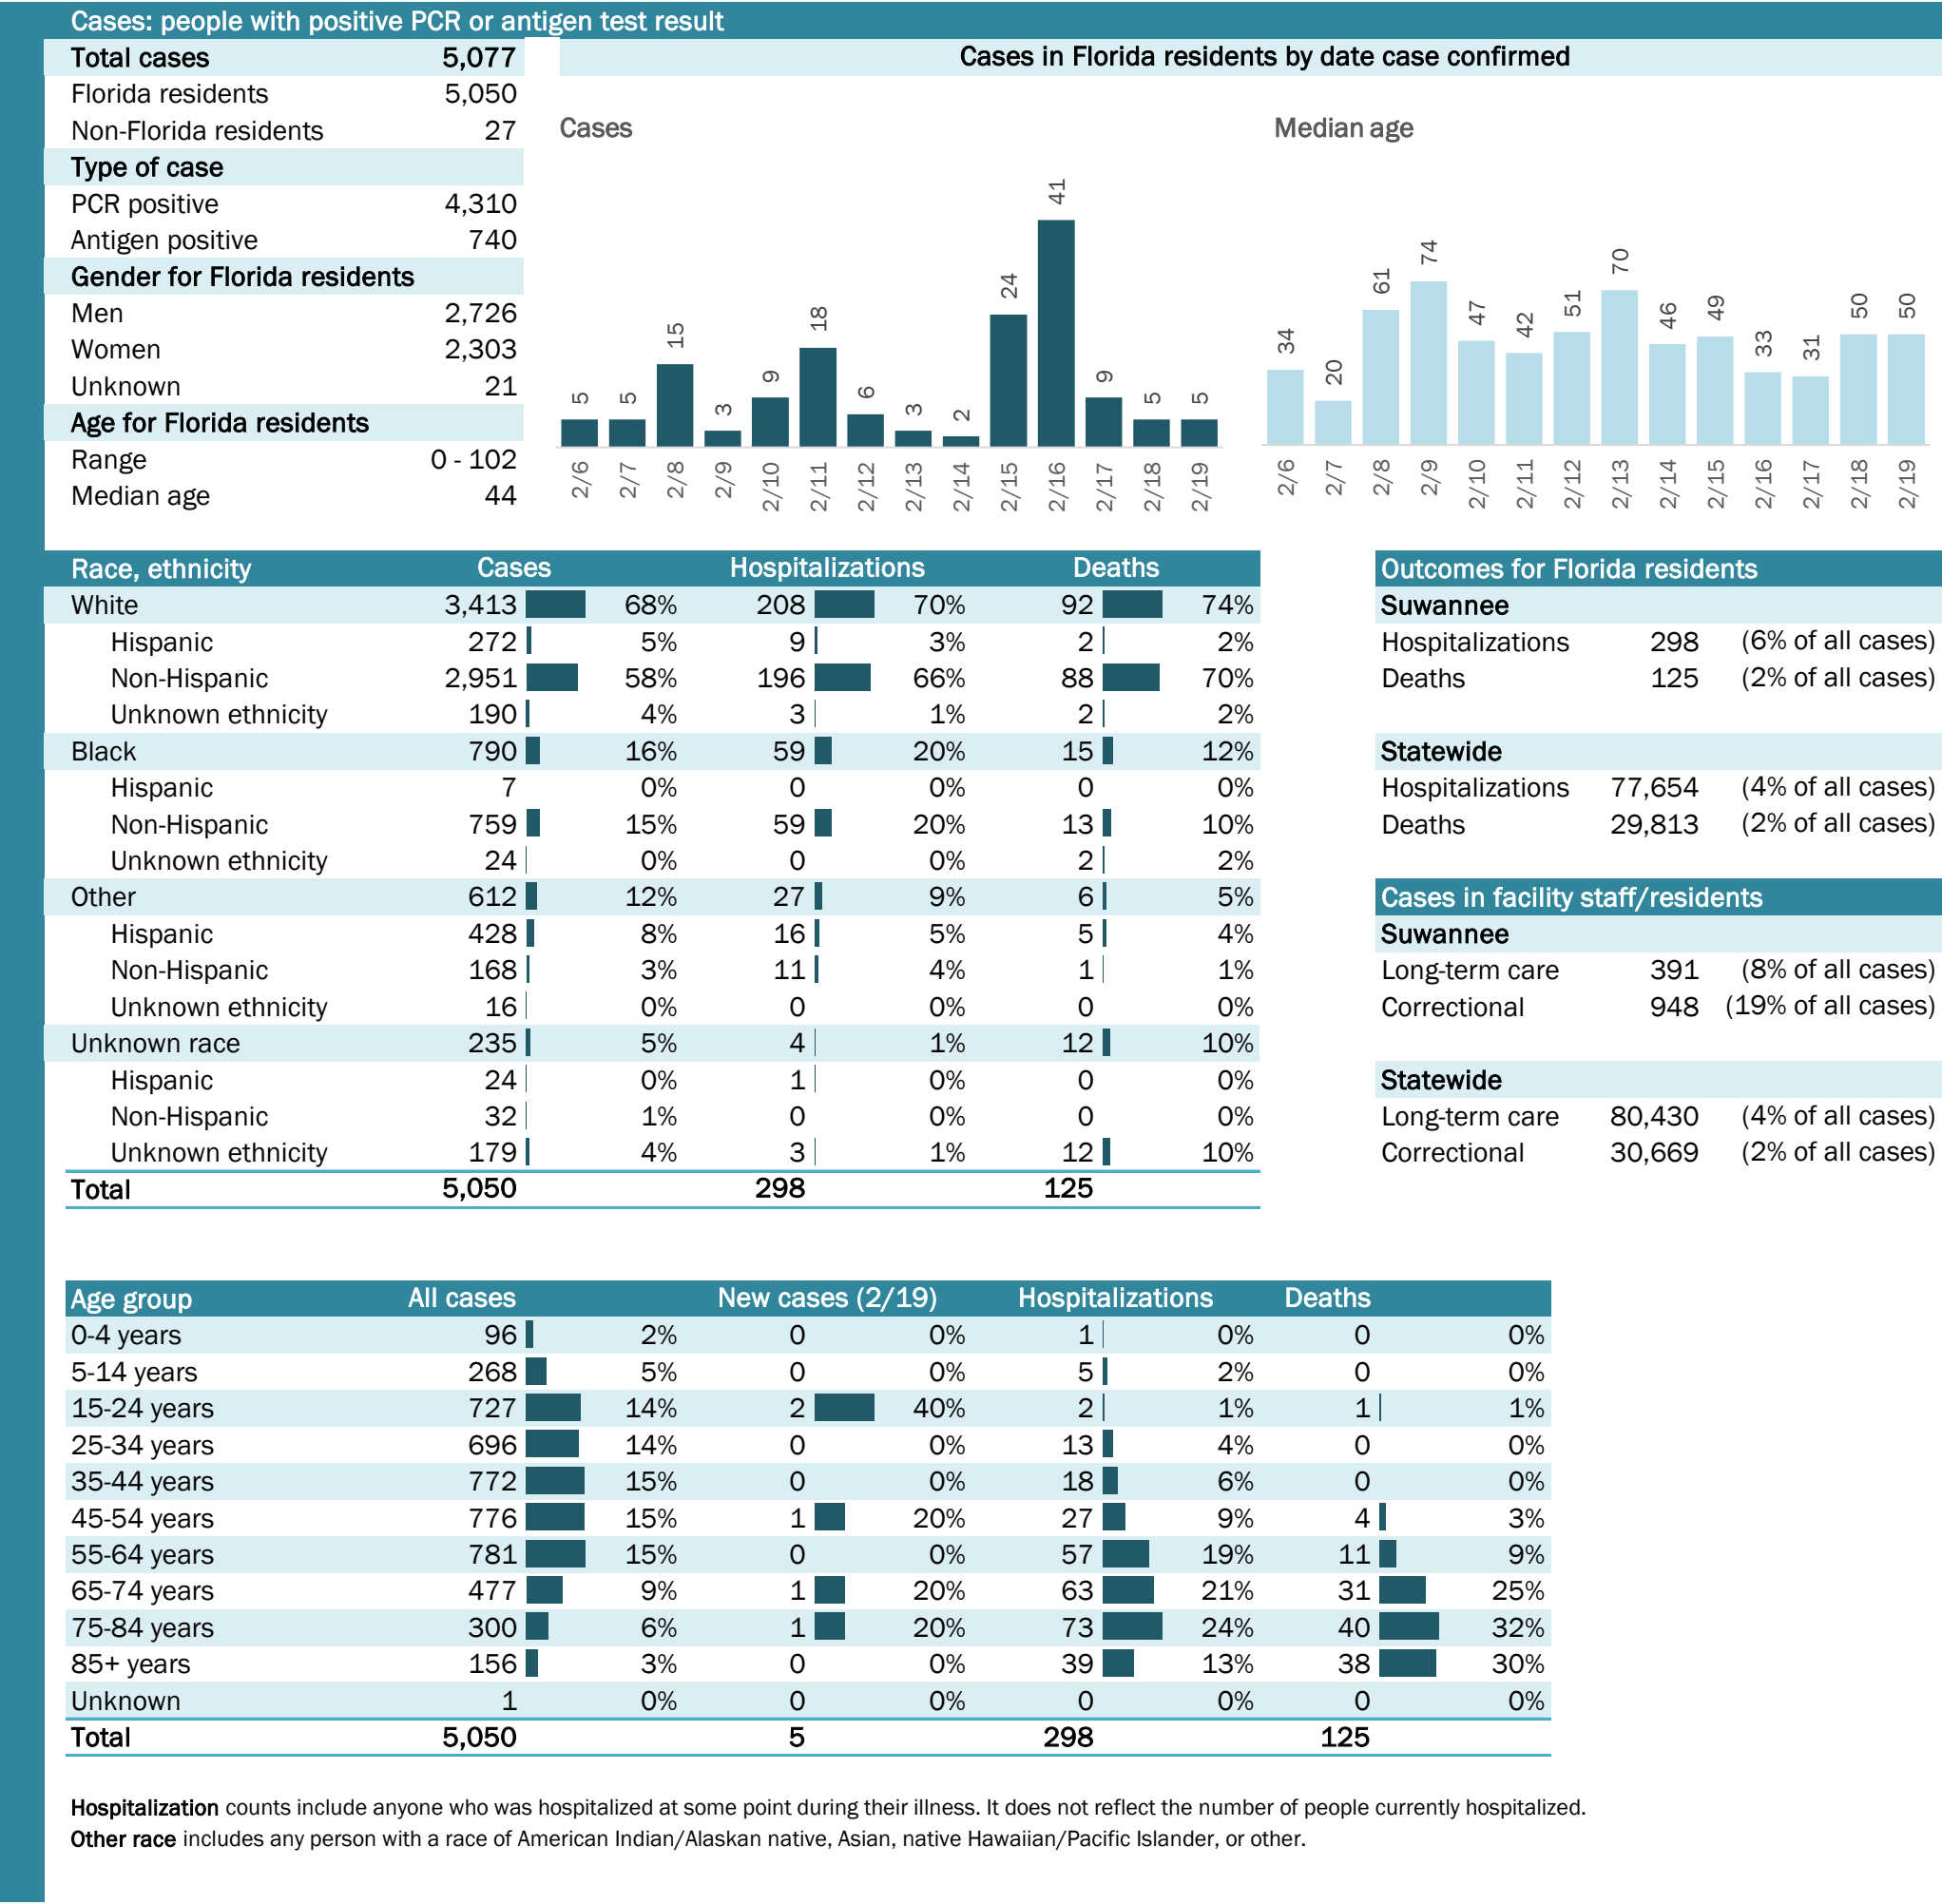 Cases: people with positive PCR or antigen test result
Total cases 5,077
Florida residents 5,050
Non-Florida residents 27
Type of case
PCR positive 4,310
Antigen positive 740
Gender for Florida residents
Men 2,726
Women 2,303
Unknown 21
Age for Florida residents
Range 0 - 102
Median age 44
Cases in Florida residents by date case confirmed
Cases
5 5 15 3 9 18 6 3 2 24 41 9 5 5
2/6 2/7 2/8 2/9 2/10 2/11 2/12 2/13 2/14 2/15 2/16 2/17 2/18 2/19
Median age
34 20 61 74 47 42 51 70 46 49 33 31 50 50
2/6 2/7 2/8 2/9 2/10 2/11 2/12 2/13 2/14 2/15 2/16 2/17 2/18 2/19
Race, ethnicity Cases Hospitalizations Deaths
White 3,413 68% 208 70% 92 74%
Hispanic 272 5% 9 3% 2 2%
Non-Hispanic 2,951 58% 196 66% 88 70%
Unknown ethnicity 190 4% 3 1% 2 2%
Black 790 16% 59 20% 15 12%
Hispanic 7 0% 0 0% 0 0%
Non-Hispanic 759 15% 59 20% 13 10%
Unknown ethnicity 24 0% 0 0% 2 2%
Other 612 12% 27 9% 6 5%
Hispanic 428 8% 16 5% 5 4%
Non-Hispanic 168 3% 11 4% 1 1%
Unknown ethnicity 16 0% 0 0% 0 0%
Unknown race 235 5% 4 1% 12 10%
Hispanic 24 0% 1 0% 0 0%
Non-Hispanic 32 1% 0 0% 0 0%
Unknown ethnicity 179 4% 3 1% 12 10%
Total 5,050 298 125
Outcomes for Florida residents
Suwannee
Hospitalizations 298 (6% of all cases)
Deaths 125 (2% of all cases)
Statewide
Hospitalizations 77,654 (4% of all cases)
Deaths 29,813 (2% of all cases)
Cases in facility staff/residents
Suwannee
Long-term care 391 (8% of all cases)
Correctional 948 (19% of all cases)
Statewide
Long-term care 80,430 (4% of all cases)
Correctional 30,669 (2% of all cases)
Age group All cases New cases (2/19) Hospitalizations Deaths
0-4 years 96 2% 0 0% 1 0% 0 0%
5-14 years 268 5% 0 0% 5 2% 0 0%
15-24 years 727 14% 2 40% 2 1% 1 1%
25-34 years 696 14% 0 0% 13 4% 0 0%
35-44 years 772 15% 0 0% 18 6% 0 0%
45-54 years 776 15% 1 20% 27 9% 4 3%
55-64 years 781 15% 0 0% 57 19% 11 9%
65-74 years 477 9% 1 20% 63 21% 31 25%
75-84 years 300 6% 1 20% 73 24% 40 32%
85+ years 156 3% 0 0% 39 13% 38 30%
Unknown 1 0% 0 0% 0 0% 0 0%
Total 5,050 5 298 125
Hospitalization counts include anyone who was hospitalized at some point during their illness. It does not reflect the number of people currently hospitalized.
Other race includes any person with a race of American Indian/Alaskan native, Asian, native Hawaiian/Pacific Islander, or other.